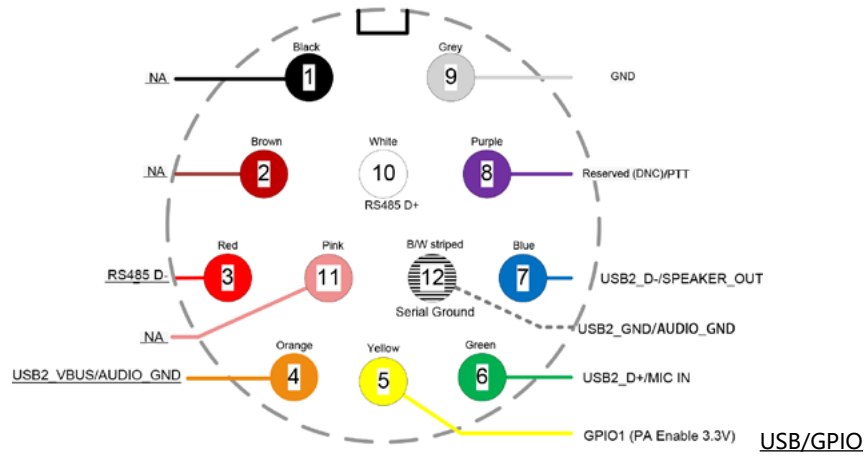 Black
Grey
NA
1
9
GND
Brown
White
Purple
NA
2
10
8
Reserved (DNC)/PTT
RS485 D+
Red
Pink
B/W striped
Blue
RS485 D-
3
11
12
7
USB2_D-/SPEAKER_OUT
Serial Ground
NA
USB2_GND/AUDIO_GND
Orange
Yellow
Green
USB2_VBUS/AUDIO_GND
4
5
6
USB2_D+/MIC IN
GPIO1 (PA Enable 3.3V)
USB/GPIO